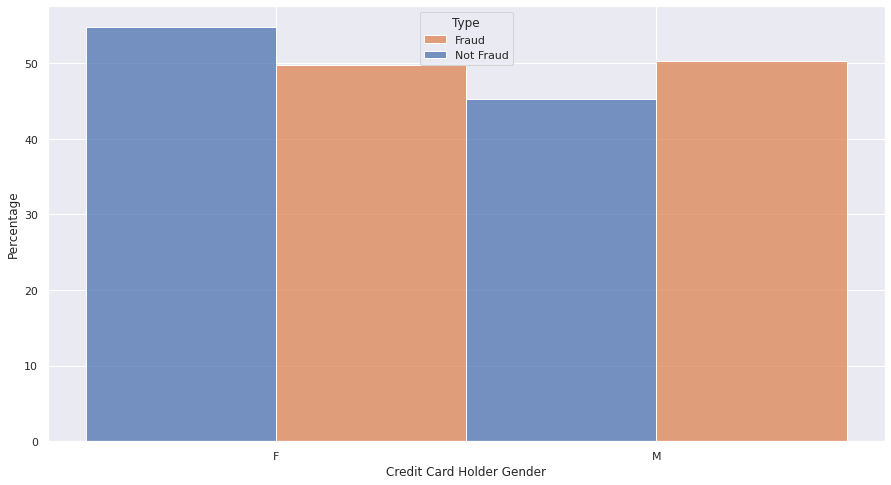 Type
Fraud
Not Fraud
50
40
30
20
10
0
Percentage
F
M
Credit Card Holder Gender